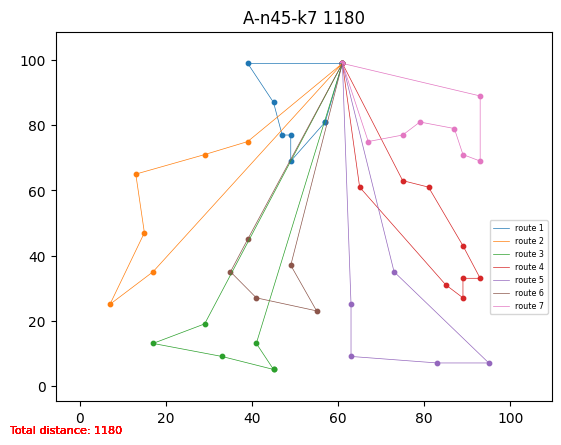 A-n45-k7 1180
100
80
60
40
20
0
0 20 40 60 80 100
route 1
route 2
route 3
route 4
route 5
route 6
route 7
Total distance: 1180